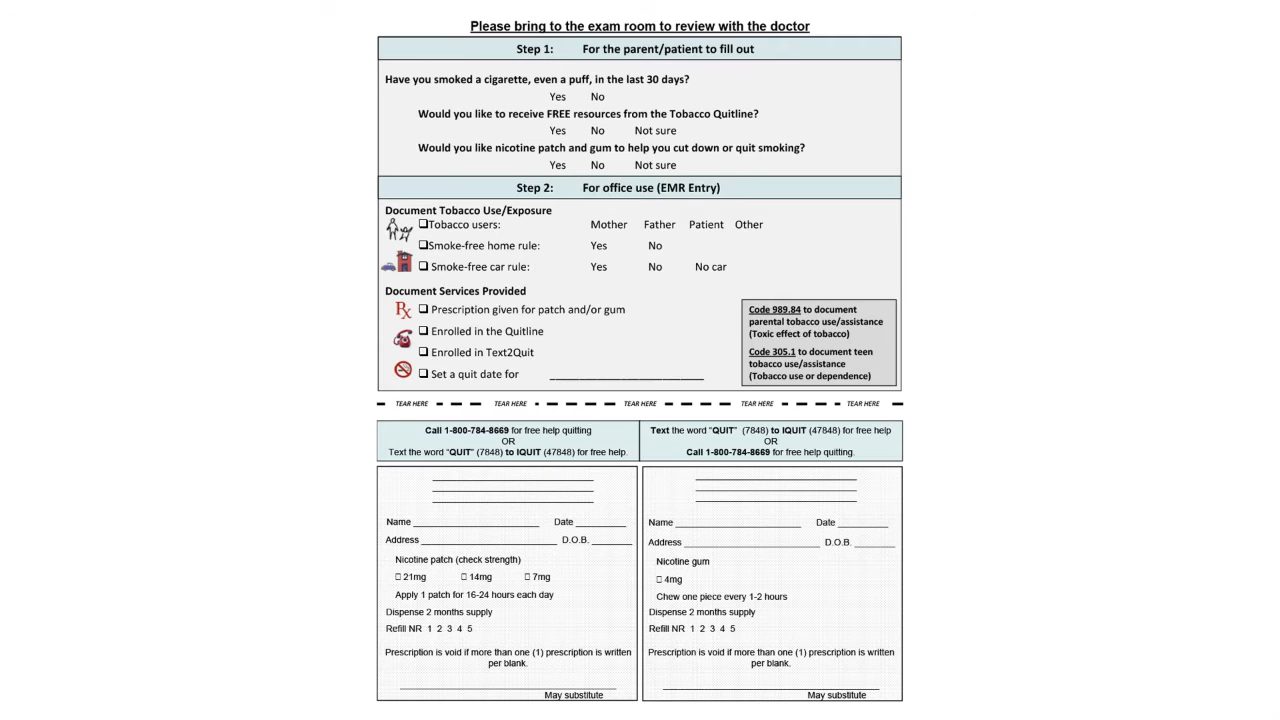 Please bring to the exam room to review with the doctor
Step 1: For the parent/patient to fill out
Have you smoked a cigarette, even a puff, in the last 30 days?
Yes No
Would you like to receive FREE resources from the Tobacco Quitline?
Yes No Not sure
Would you like nicotine patch and gum to help you cut down or quit smoking?
Yes No Not sure
Step 2: For office use (EMR Entry)
Document Tobacco Use/Exposure
❑Tobacco users: Mother Father Patient Other
❑Smoke-free home rule: Yes No
❑ Smoke-free car rule: Yes No No car
Document Services Provided
Rx ❑ Prescription given for patch and/or gum
❑ Enrolled in the Quitline
❑ Enrolled in Text2Quit
❑ Set a quit date for __________________________
Code 989.84 to document
parental tobacco use/assistance
(Toxic effect of tobacco)
Code 305.1 to document teen
tobacco use/assistance
(Tobacco use or dependence)
TEAR HERE TEAR HERE TEAR HERE TEAR HERE TEAR HERE
Call 1-800-784-8669 for free help quitting
OR
Text the word "QUIT" (7848) to IQUIT (47848) for free help.
Text the word "QUIT" (7848) to IQUIT (47848) for free help
OR
Call 1-800-784-8669 for free help quitting.
Name ____________________ Date __________
Address ____________________ D.O.B. ________
Nicotine patch (check strength)
□ 21mg □ 14mg □ 7mg
Apply 1 patch for 16-24 hours each day
Dispense 2 months supply
Refill NR 1 2 3 4 5
Prescription is void if more than one (1) prescription is written
per blank.
May substitute
Name ____________________ Date __________
Address ____________________ D.O.B. ________
Nicotine gum
□ 4mg
Chew one piece every 1-2 hours
Dispense 2 months supply
Refill NR 1 2 3 4 5
Prescription is void if more than one (1) prescription is written
per blank.
May substitute